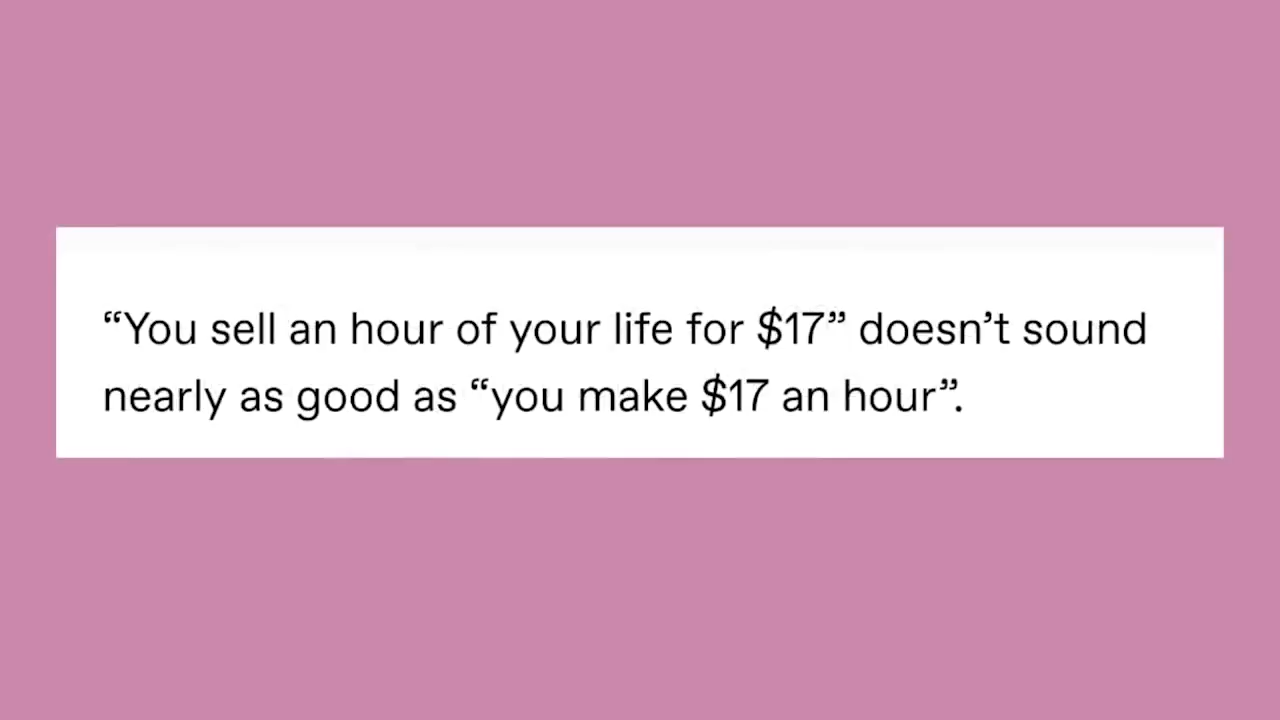 “You sell an hour of your life for $17” doesn’t sound
nearly as good as “you make $17 an hour”.